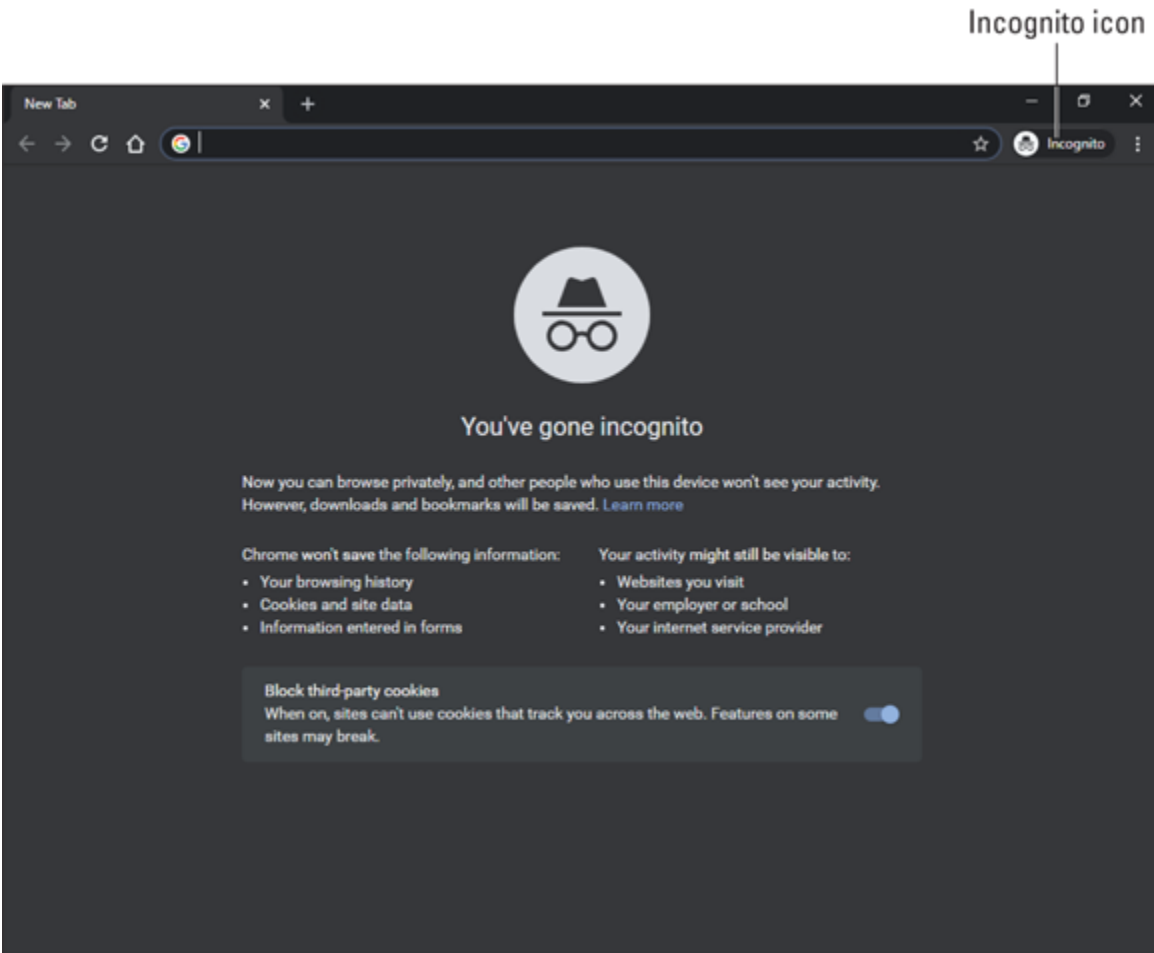 Incognito icon
New Tab
Incognito
You've gone incognito
Now you can browse privately, and other people who use this device won't see your activity.
However, downloads and bookmarks will be saved. Learn more
Chrome won't save the following information:
• Your browsing history
• Cookies and site data
• Information entered in forms
Your activity might still be visible to:
• Websites you visit
• Your employer or school
• Your internet service provider
Block third-party cookies
When on, sites can't use cookies that track you across the web. Features on some
sites may break.